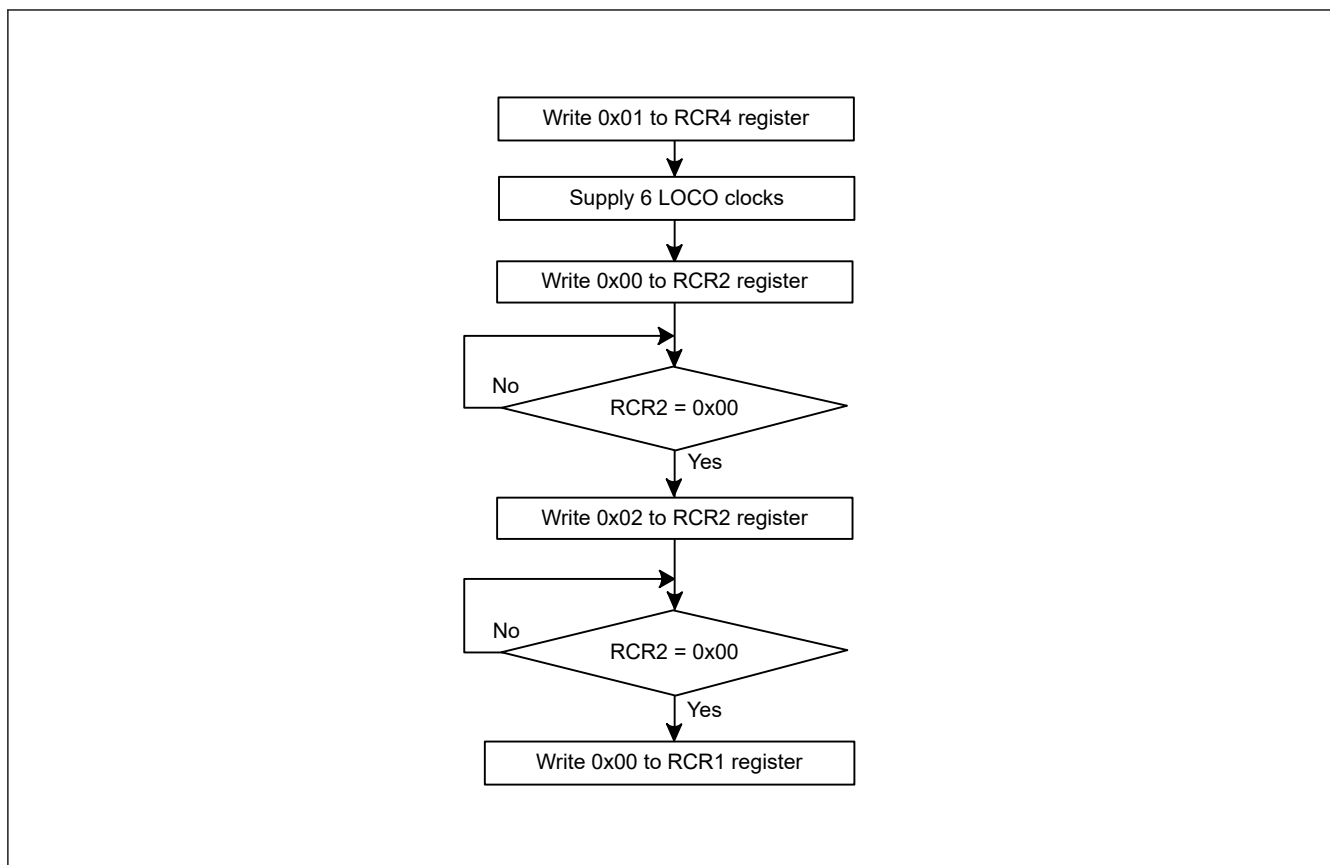 Write 0x01 to RCR4 register
Supply 6 LOCO clocks
Write 0x00 to RCR2 register
No
RCR2 = 0x00
Yes
Write 0x02 to RCR2 register
No
RCR2 = 0x00
Yes
Write 0x00 to RCR1 register